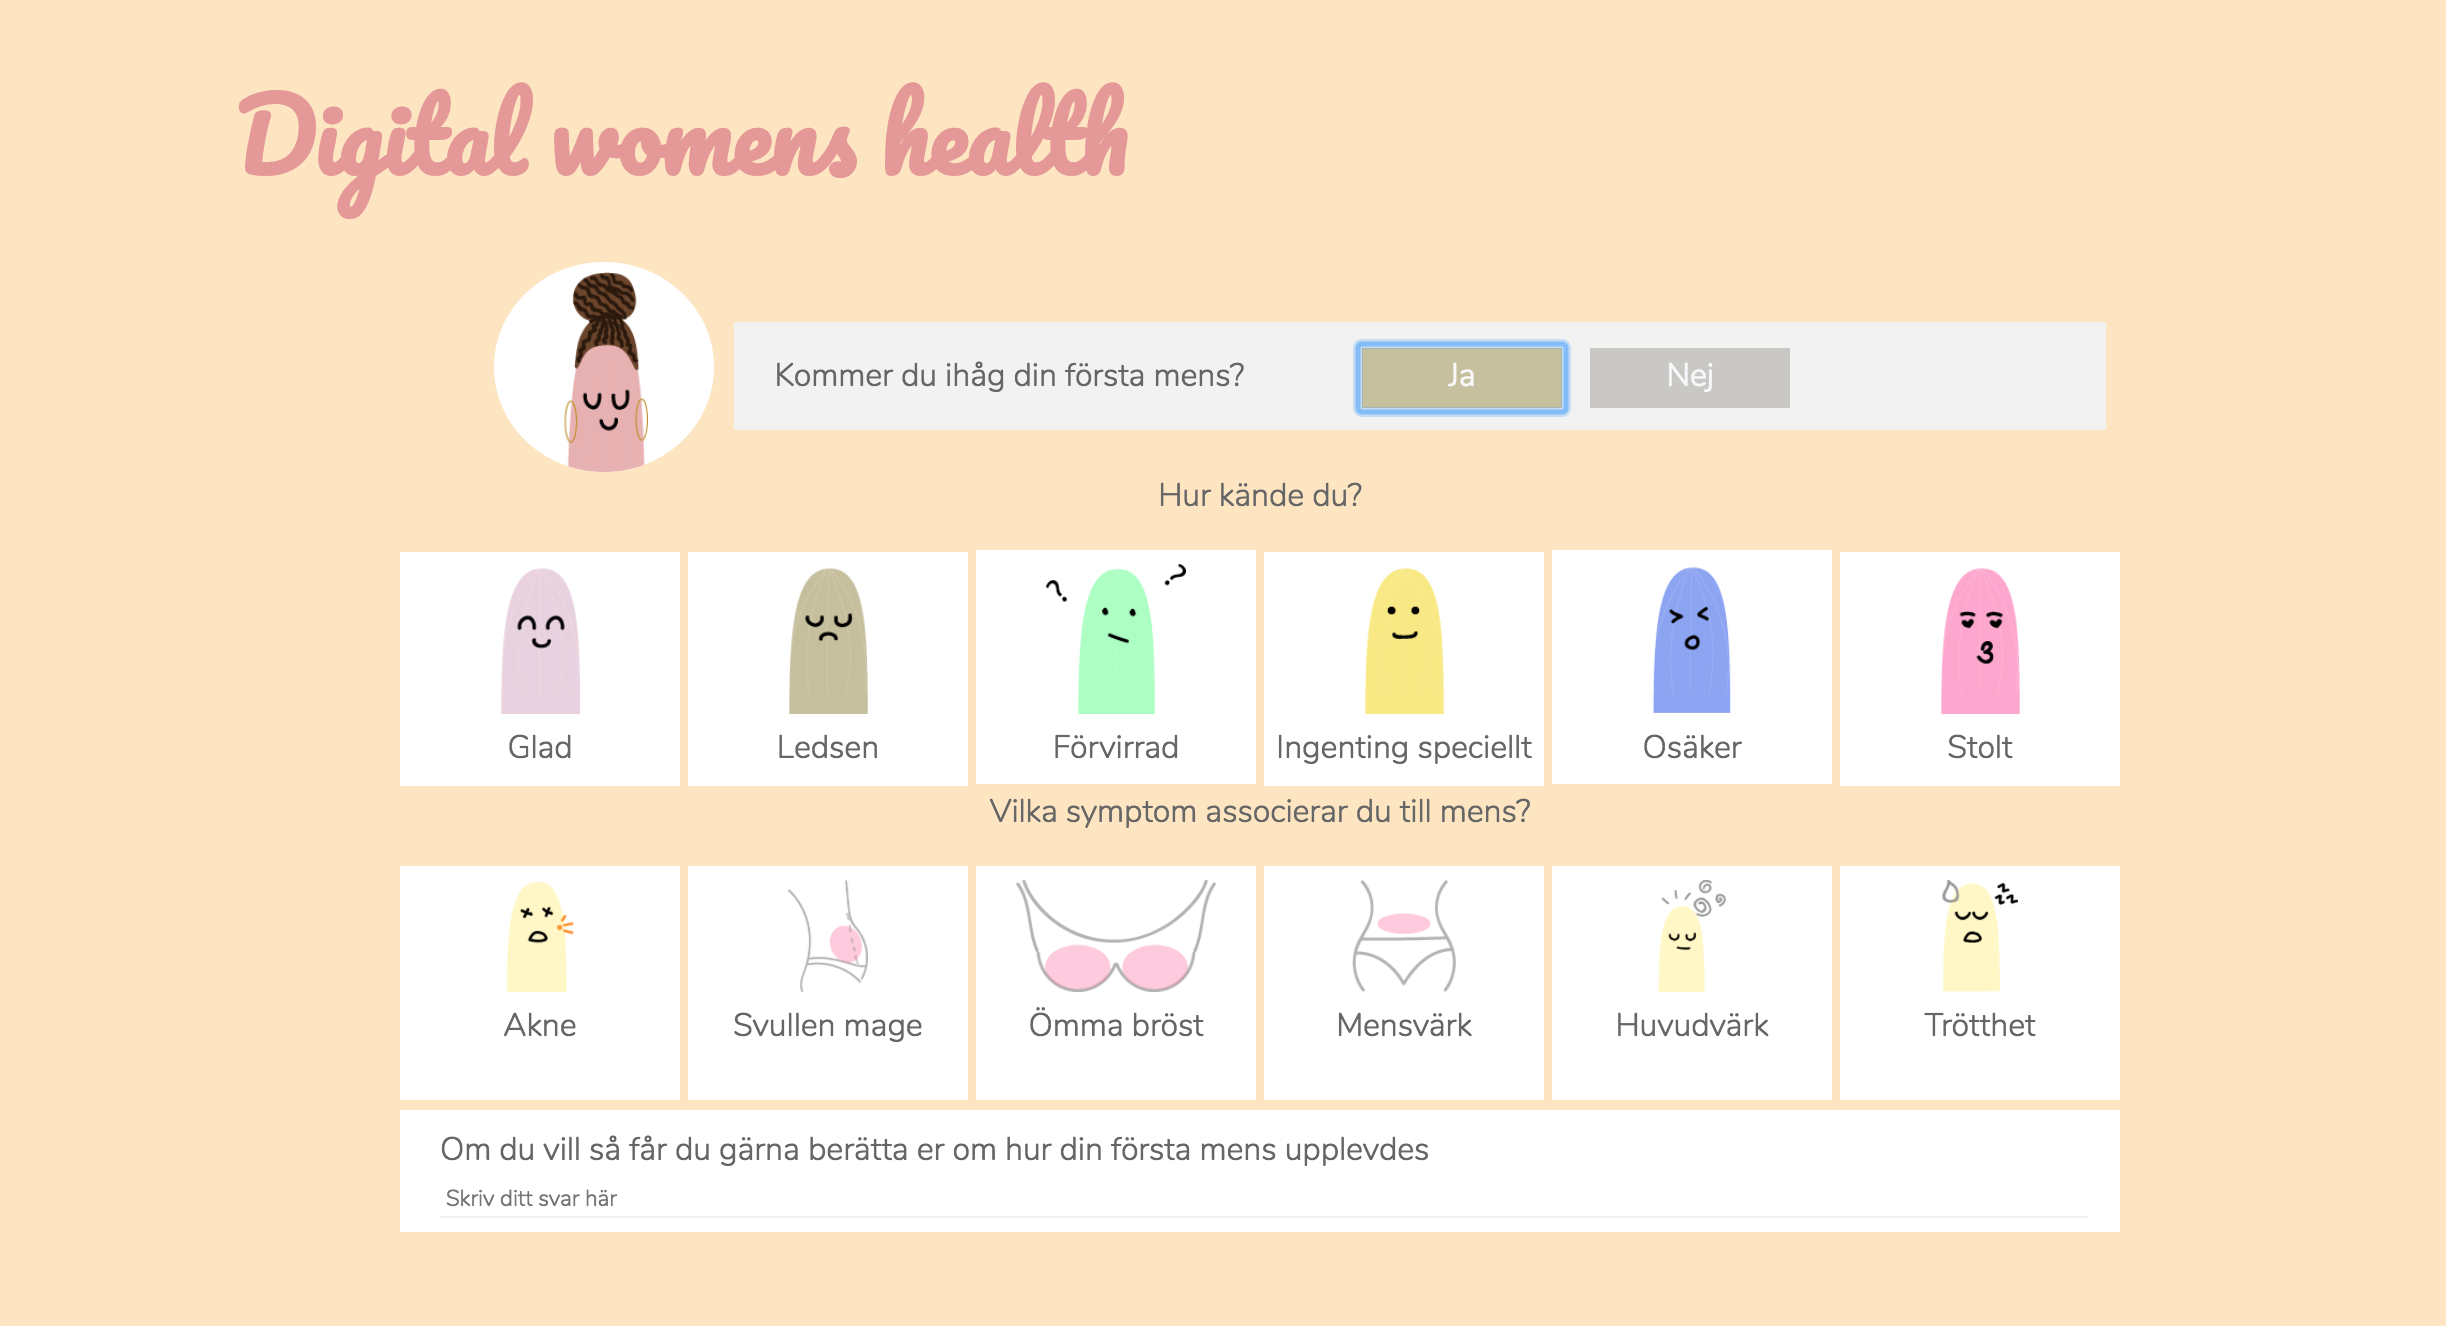 Digital womens health
Kommer du ihåg din första mens?
Ja
Nej
Hur kände du?
Glad
Ledsen
? ?
Förvirrad
Ingenting speciellt
Osäker
Stolt
Vilka symptom associerar du till mens?
Akne
Svullen mage
Ömma bröst
Mensvärk
Huvudvärk
zzz
Trötthet
Om du vill så får du gärna berätta er om hur din första mens upplevdes
Skriv ditt svar här